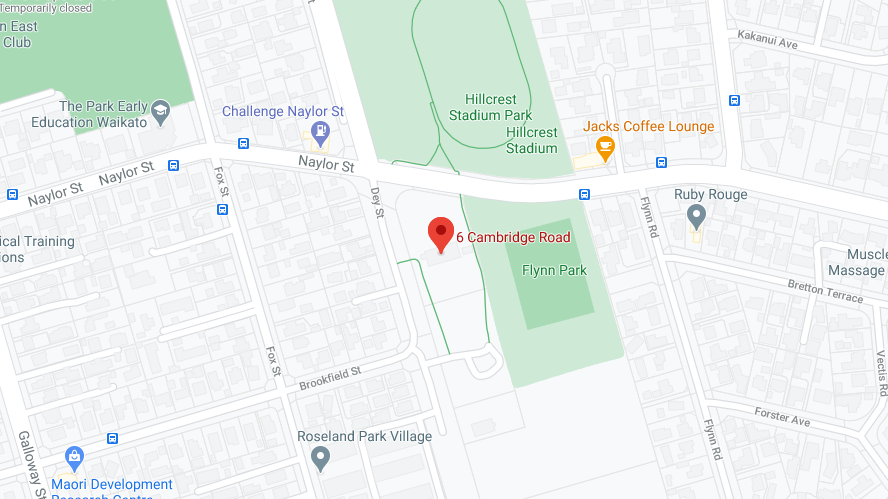 Temporarily closed
n East
Club
The Park Early
Education Waikato
Challenge Naylor St
Hillcrest
Stadium Park
Hillcrest
Stadium
Jacks Coffee Lounge
Kakanui Ave
Naylor St
Naylor St
Naylor St
Fox St
Dey St
Flynn Rd
Ruby Rouge
6 Cambridge Road
Flynn Park
ical Training
ions
Muscle
Massage
Bretton Terrace
Vectis Rd
Fox St
Brookfield St
Forster Ave
Flynn Rd
Roseland Park Village
Galloway St
Maori Development
Research Centre